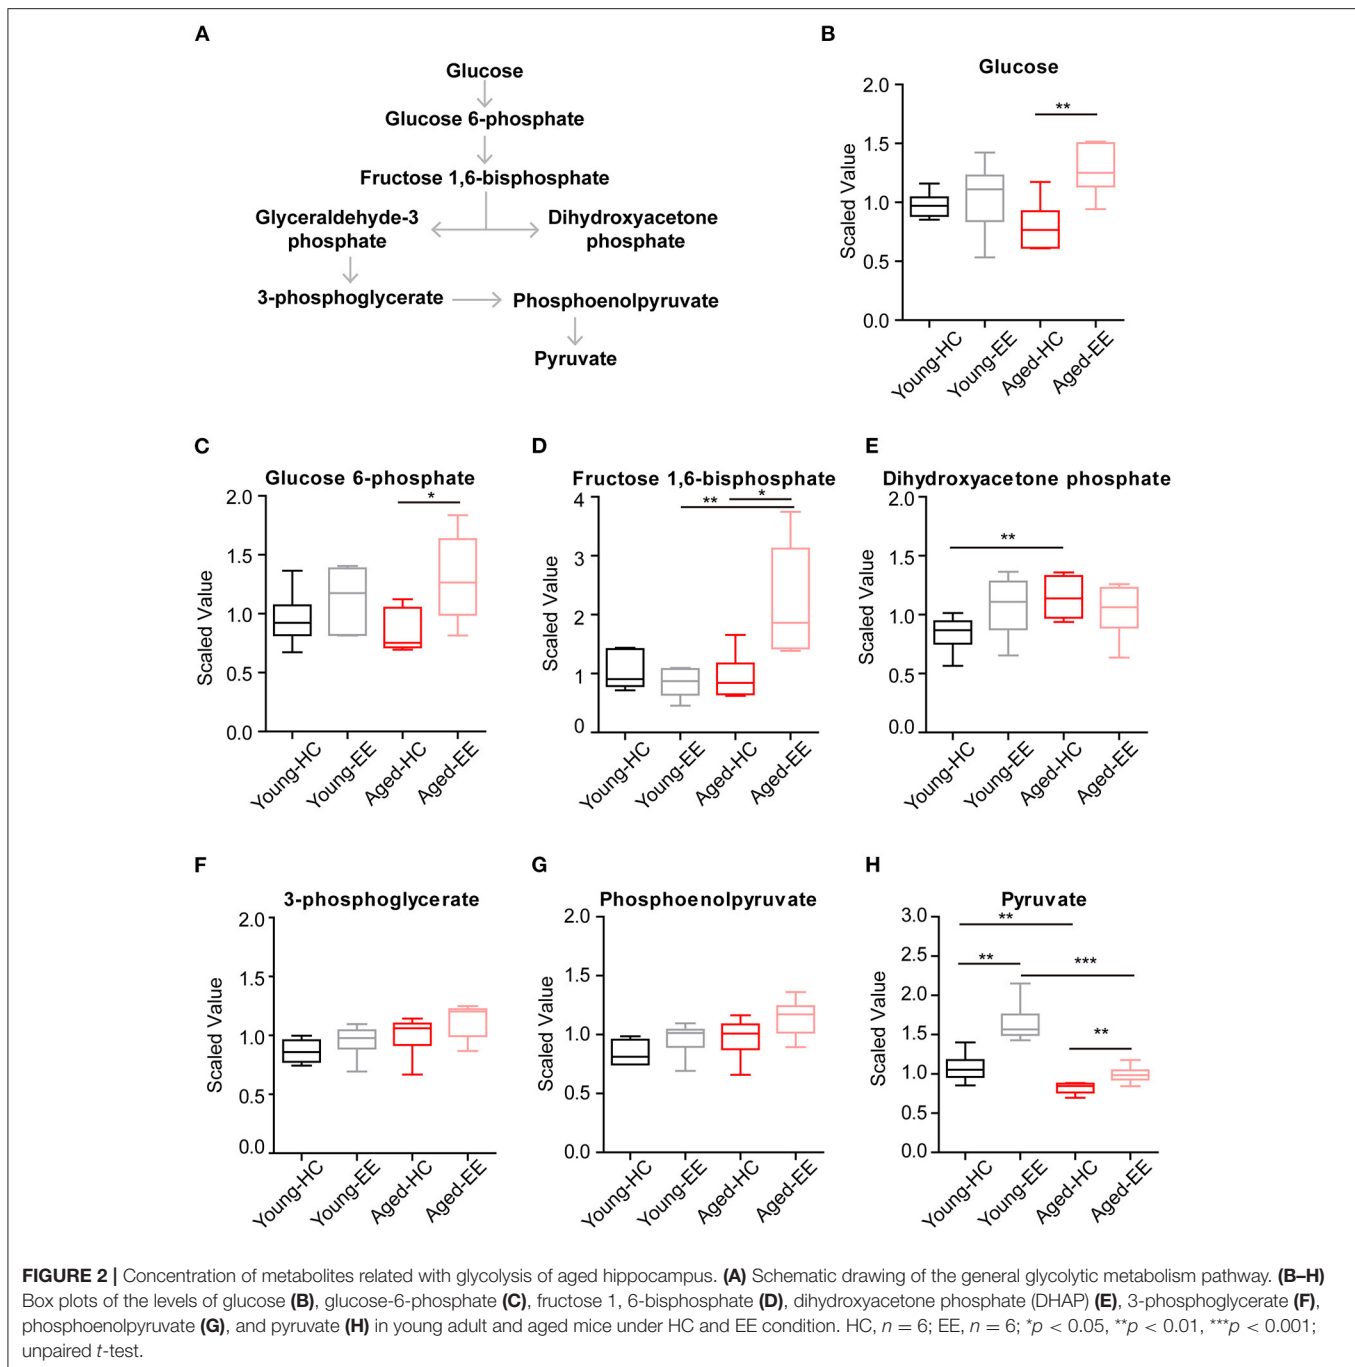 A
Glucose
Glucose 6-phosphate
Fructose 1,6-bisphosphate
Glyceraldehyde-3
phosphate
Dihydroxyacetone
phosphate
3-phosphoglycerate
Phosphoenolpyruvate
Pyruvate
B
Glucose
Scaled Value
2.0
1.5
1.0
0.5
0.0
**
Young-HC
Young-EE
Aged-HC
Aged-EE
C
Glucose 6-phosphate
Scaled Value
2.0
1.5
1.0
0.5
0.0
*
Young-HC
Young-EE
Aged-HC
Aged-EE
D
Fructose 1,6-bisphosphate
Scaled Value
4
3
2
1
0
**
*
Young-HC
Young-EE
Aged-HC
Aged-EE
E
Dihydroxyacetone phosphate
Scaled Value
2.0
1.5
1.0
0.5
0.0
**
Young-HC
Young-EE
Aged-HC
Aged-EE
F
3-phosphoglycerate
Scaled Value
2.0
1.5
1.0
0.5
0.0
Young-HC
Young-EE
Aged-HC
Aged-EE
G
Phosphoenolpyruvate
Scaled Value
2.0
1.5
1.0
0.5
0.0
Young-HC
Young-EE
Aged-HC
Aged-EE
H
Pyruvate
Scaled Value
3.0
2.5
2.0
1.5
1.0
0.5
0.0
**
**
***
**
Young-HC
Young-EE
Aged-HC
Aged-EE
FIGURE 2 | Concentration of metabolites related with glycolysis of aged hippocampus. (A) Schematic drawing of the general glycolytic metabolism pathway. (B–H)
Box plots of the levels of glucose (B), glucose-6-phosphate (C), fructose 1, 6-bisphosphate (D), dihydroxyacetone phosphate (DHAP) (E), 3-phosphoglycerate (F),
phosphoenolpyruvate (G), and pyruvate (H) in young adult and aged mice under HC and EE condition. HC, n = 6; EE, n = 6; *p < 0.05, **p < 0.01, ***p < 0.001;
unpaired t-test.